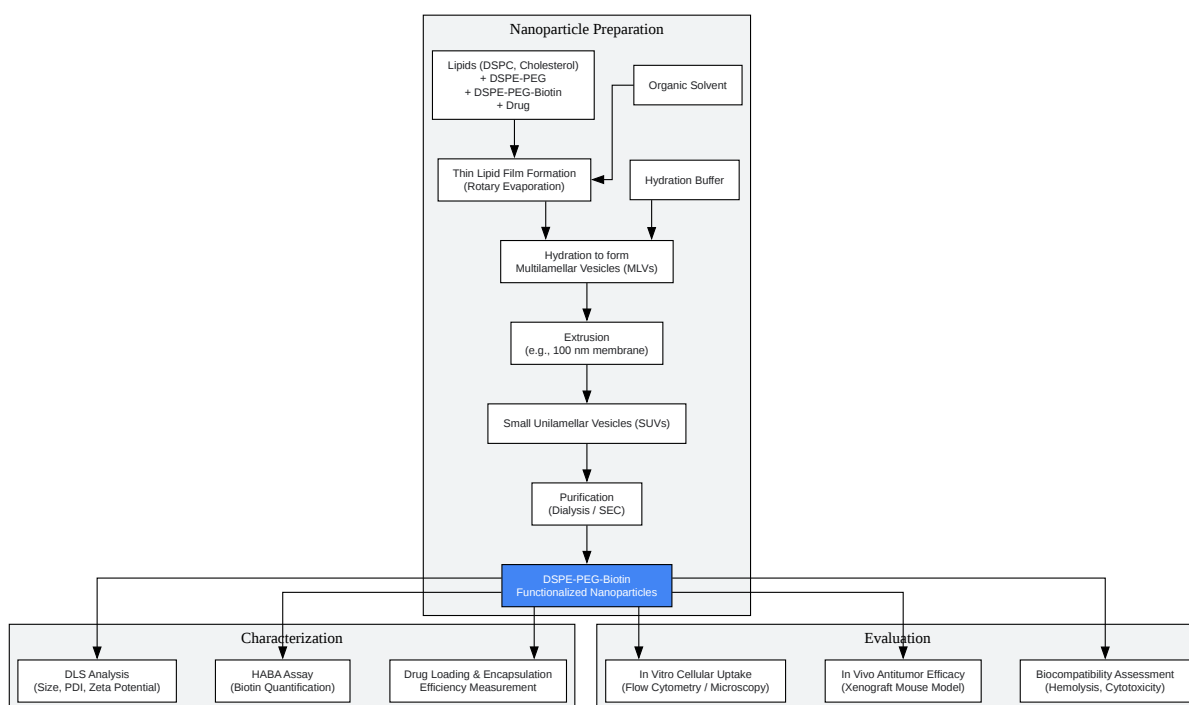 Nanoparticle Preparation
Lipids (DSPC, Cholesterol)
+ DSPE-PEG
+ DSPE-PEG-Biotin
+ Drug
Organic Solvent
Thin Lipid Film Formation
(Rotary Evaporation)
Hydration Buffer
Hydration to form
Multilamellar Vesicles (MLVs)
Extrusion
(e.g., 100 nm membrane)
Small Unilamellar Vesicles (SUVs)
Purification
(Dialysis / SEC)
DSPE-PEG-Biotin
Functionalized Nanoparticles
Characterization
DLS Analysis
(Size, PDI, Zeta Potential)
HABA Assay
(Biotin Quantification)
Drug Loading & Encapsulation
Efficiency Measurement
Evaluation
In Vitro Cellular Uptake
(Flow Cytometry / Microscopy)
In Vivo Antitumor Efficacy
(Xenograft Mouse Model)
Biocompatibility Assessment
(Hemolysis, Cytotoxicity)